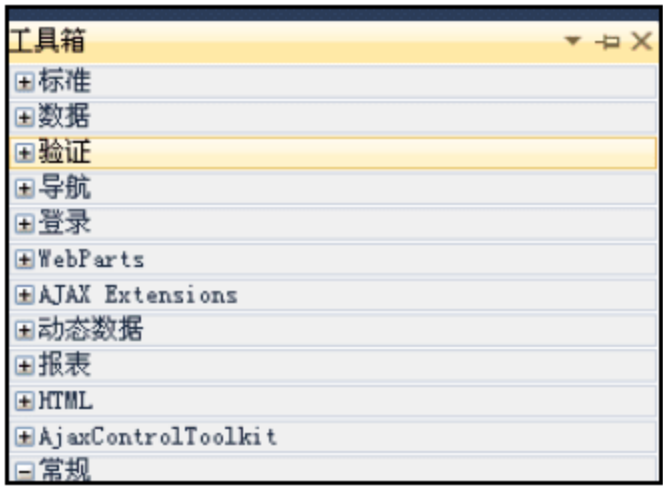 工具箱
标准
数据
验证
导航
登录
WebParts
AJAX Extensions
动态数据
报表
HTML
AjaxControlToolkit
常规